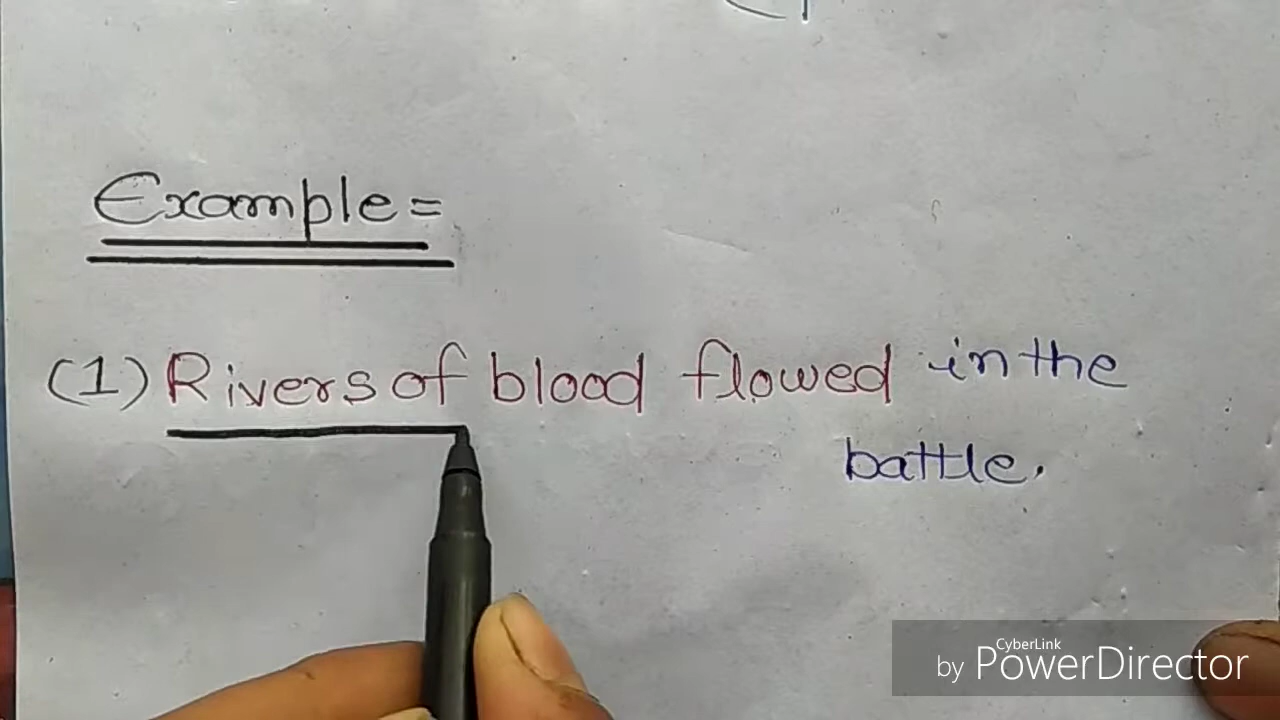 Example=
(1) Rivers of blood flowed in the
battle.
CyberLink
by PowerDirector